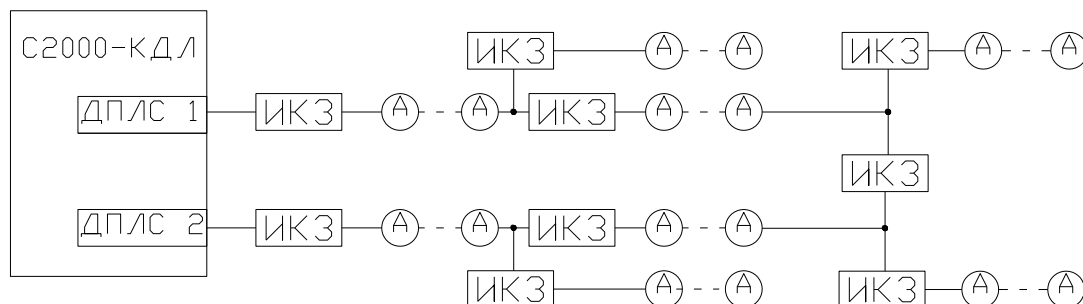 С2000-КДЛ
ИКЗ А А ИКЗ А А
ДПЛС 1 ИКЗ А А ИКЗ А А
ИКЗ
ДПЛС 2 ИКЗ А А ИКЗ А А
ИКЗ А А ИКЗ А А